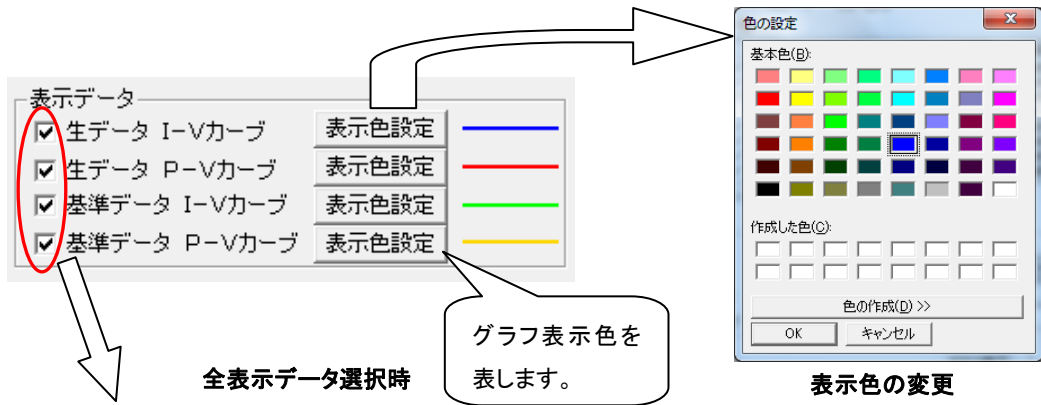 表示データ
生データ I-Vカーブ 表示色設定
生データ P-Vカーブ 表示色設定
基準データ I-Vカーブ 表示色設定
基準データ P-Vカーブ 表示色設定
グラフ表示色を
表します。
全表示データ選択時
色の設定
基本色(B):
作成した色(C):
色の作成(D) >>
OK キャンセル
表示色の変更